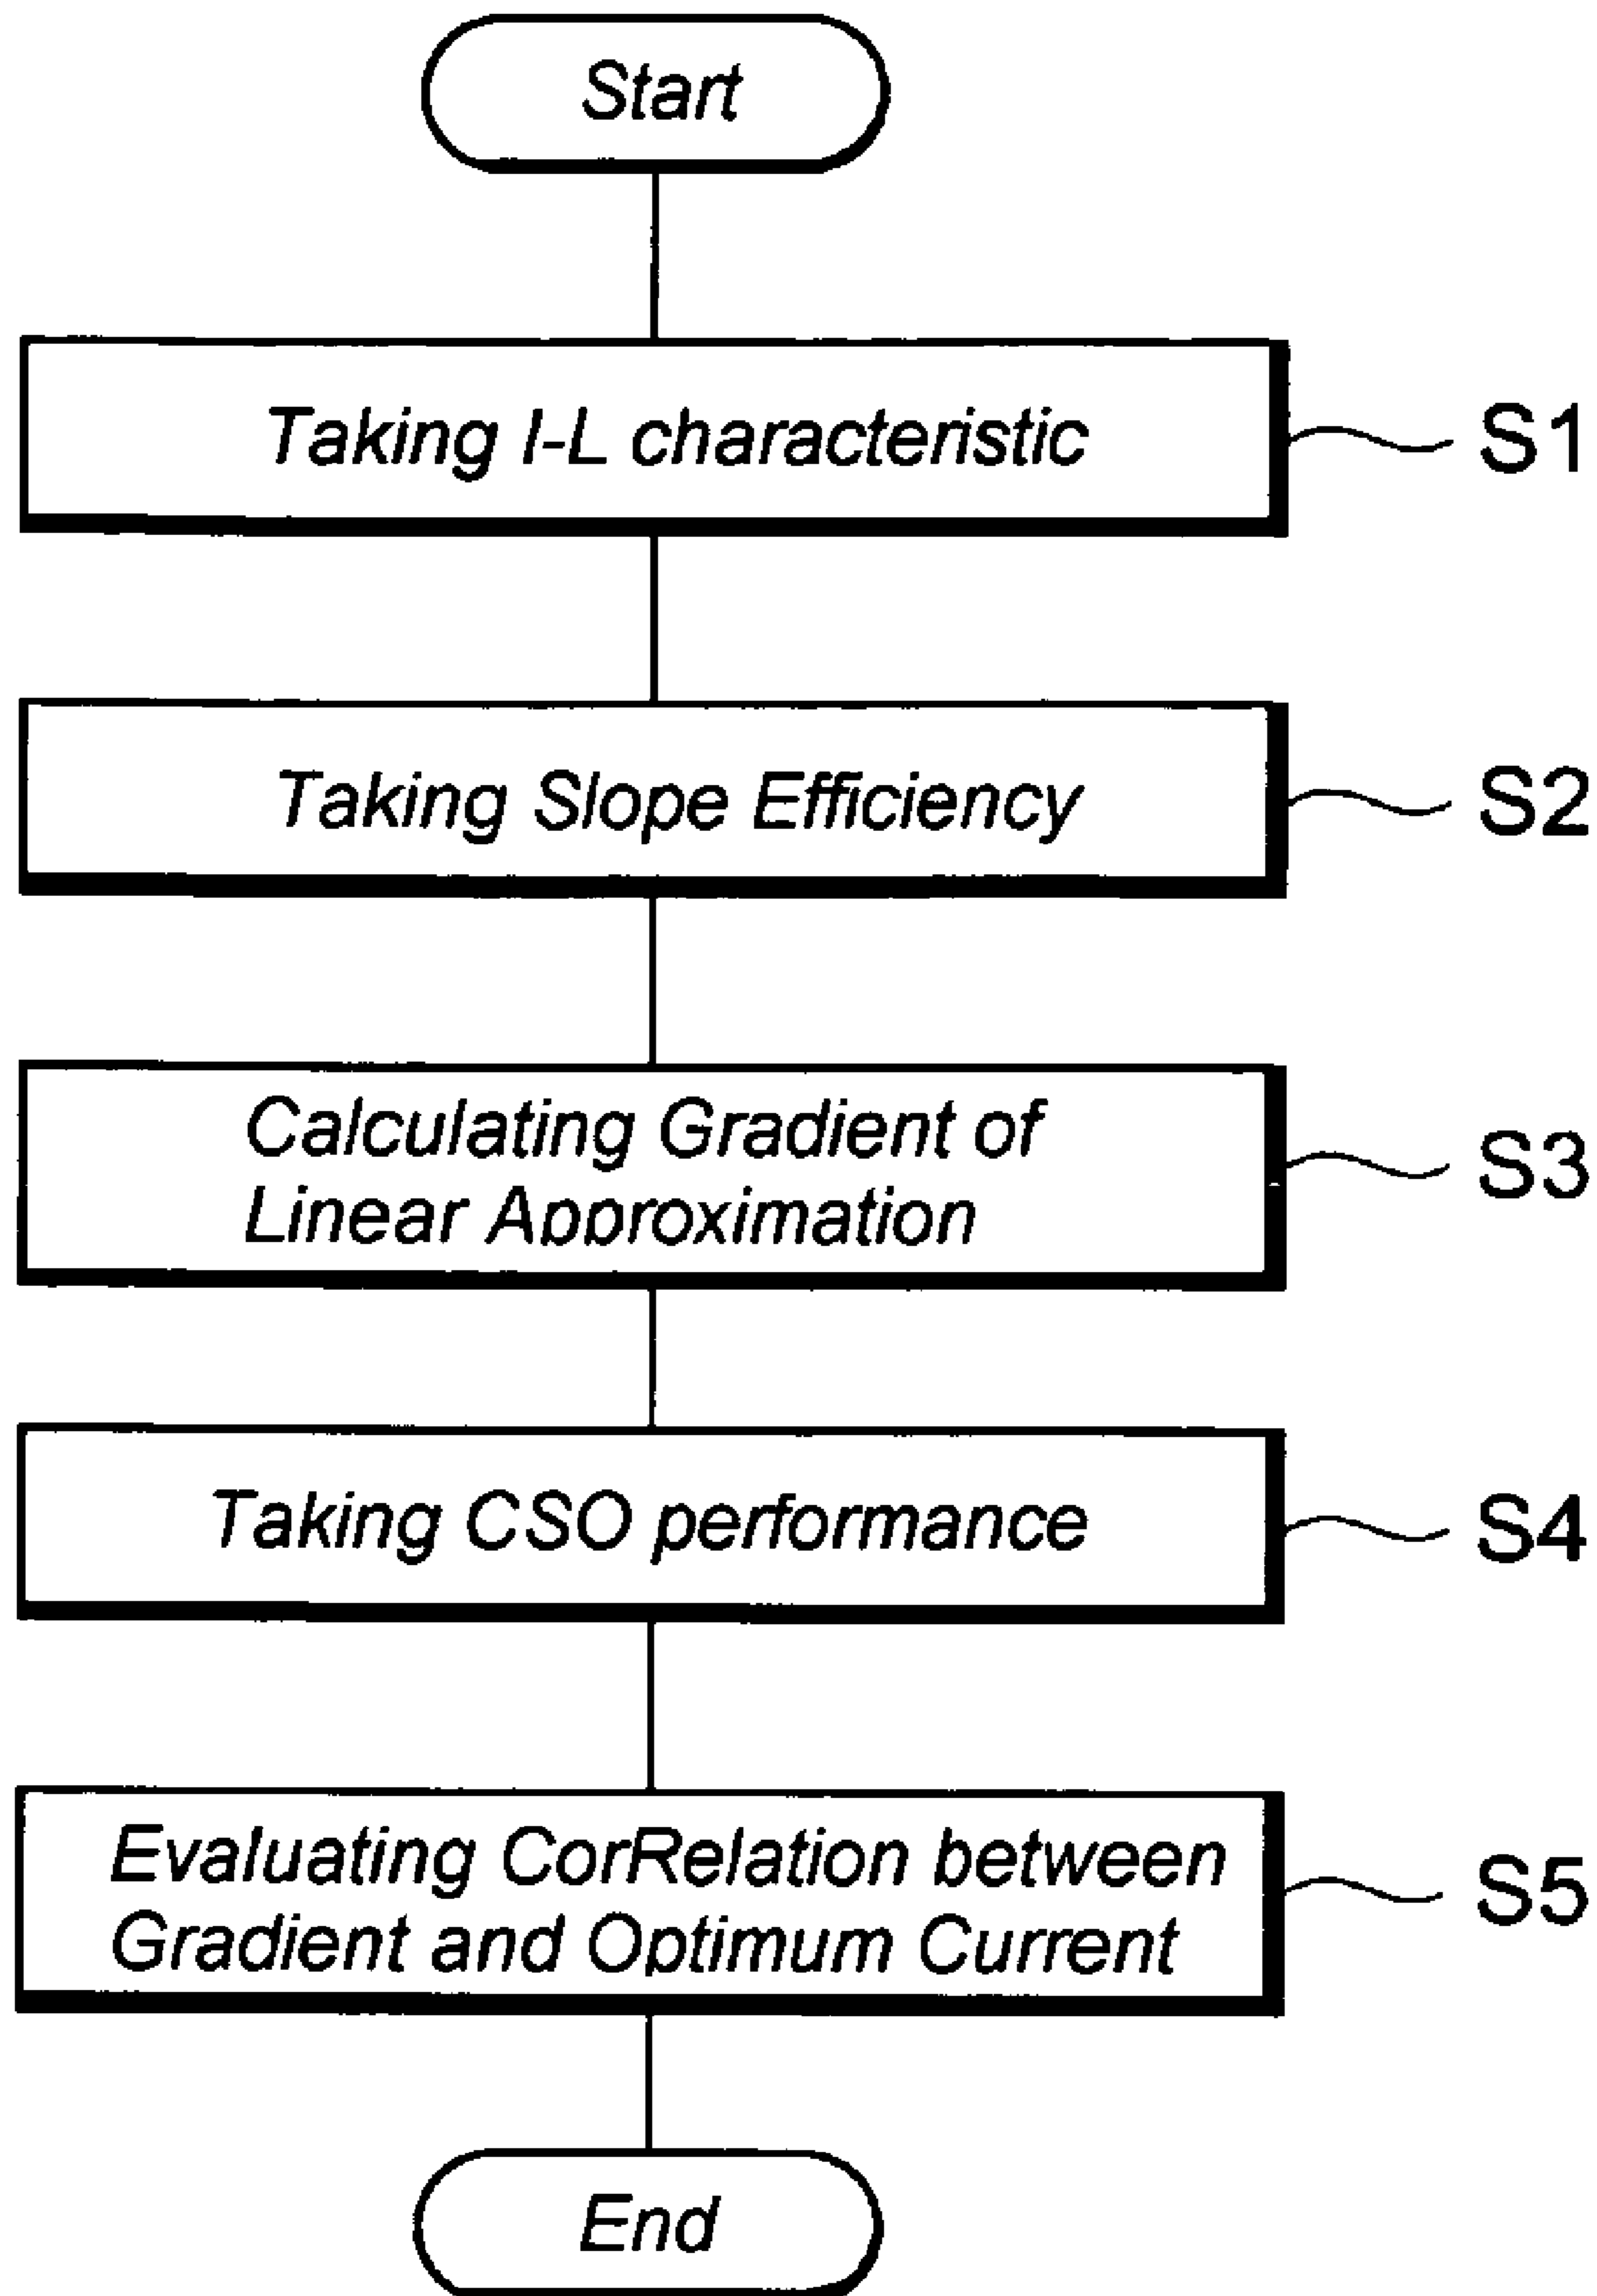 Start
Taking I-L characteristic
S1
Taking Slope Efficiency
S2
Calculating Gradient of
Linear Approximation
S3
Taking CSO performance
S4
Evaluating CorRelation between
Gradient and Optimum Current
S5
End